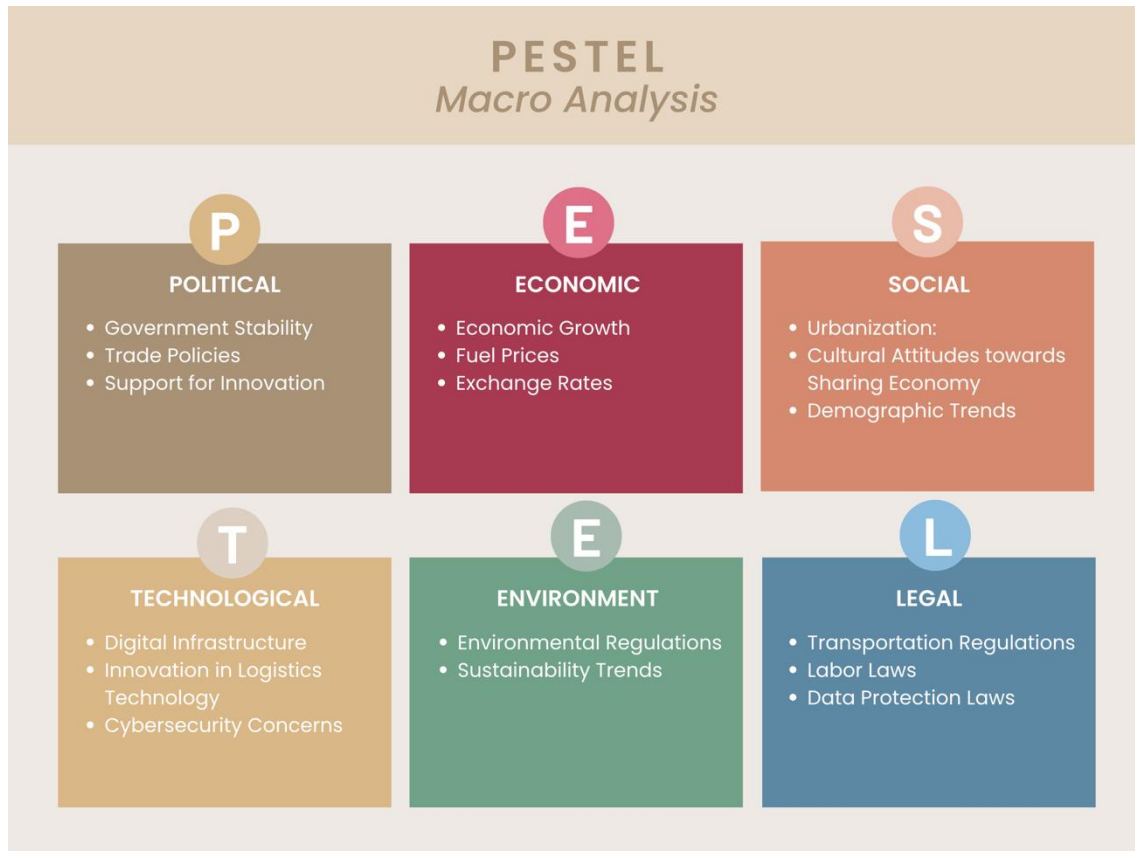 PESTEL
Macro Analysis
P
POLITICAL
• Government Stability
• Trade Policies
• Support for Innovation
E
ECONOMIC
• Economic Growth
• Fuel Prices
• Exchange Rates
S
SOCIAL
• Urbanization:
• Cultural Attitudes towards
Sharing Economy
• Demographic Trends
T
TECHNOLOGICAL
• Digital Infrastructure
• Innovation in Logistics
Technology
• Cybersecurity Concerns
E
ENVIRONMENT
• Environmental Regulations
• Sustainability Trends
L
LEGAL
• Transportation Regulations
• Labor Laws
• Data Protection Laws